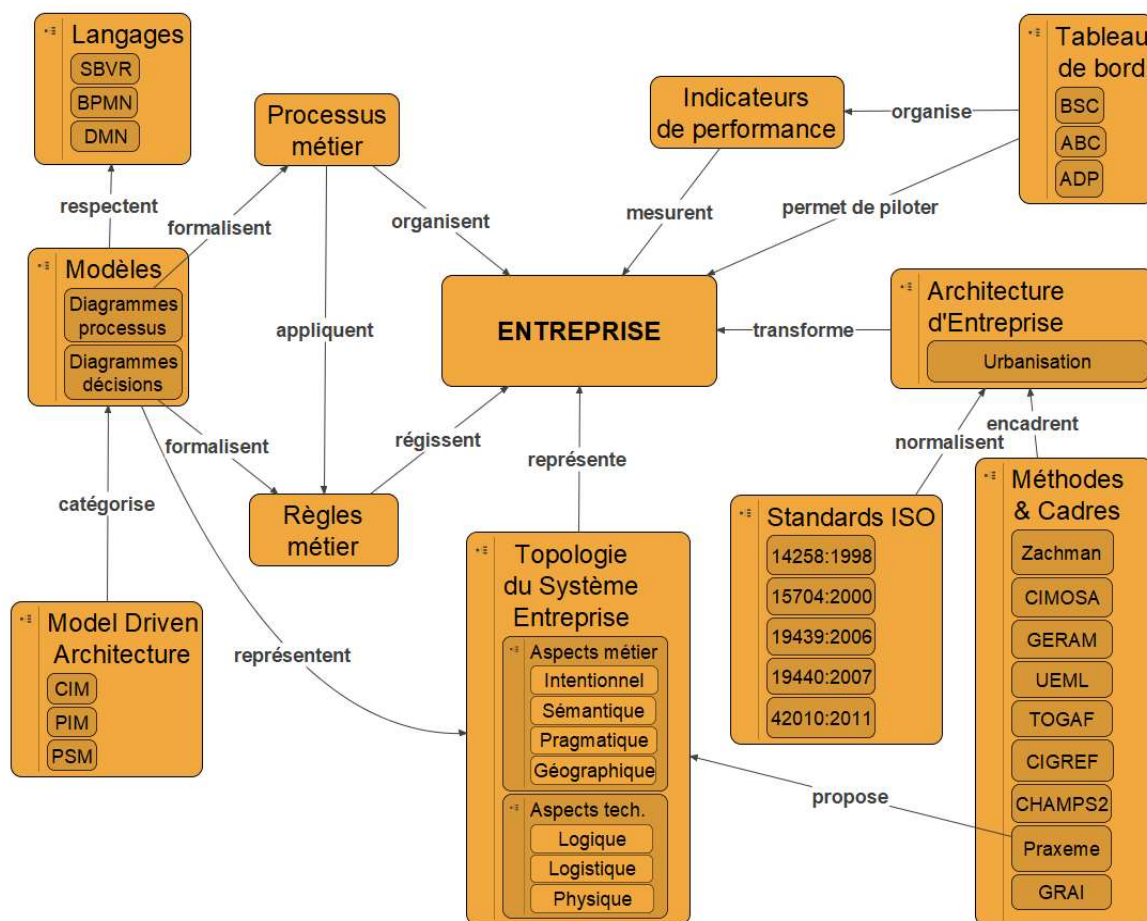 Langages
SBVR
BPMN
DMN
Processus
métier
Indicateurs
de performance
organise
Tableau
de bord
BSC
ABC
ADP
respectent
formalisent
organisent
mesurent
permet de piloter
Modèles
Diagrammes
processus
Diagrammes
décisions
appliquent
ENTREPRISE
transforme
Architecture
d'Entreprise
Urbanisation
formalisent
régissent
représente
normalisent
encadrent
catégorise
Règles
métier
Standards ISO
14258:1998
15704:2000
19439:2006
19440:2007
42010:2011
Méthodes
& Cadres
Zachman
CIMOSA
GERAM
UEML
TOGAF
CIGREF
CHAMPS2
Praxeme
GRAI
Model Driven
Architecture
CIM
PIM
PSM
représentent
Topologie
du Système
Entreprise
Aspects métier
Intentionnel
Sémantique
Pragmatique
Géographique
Aspects tech.
Logique
Logistique
Physique
propose